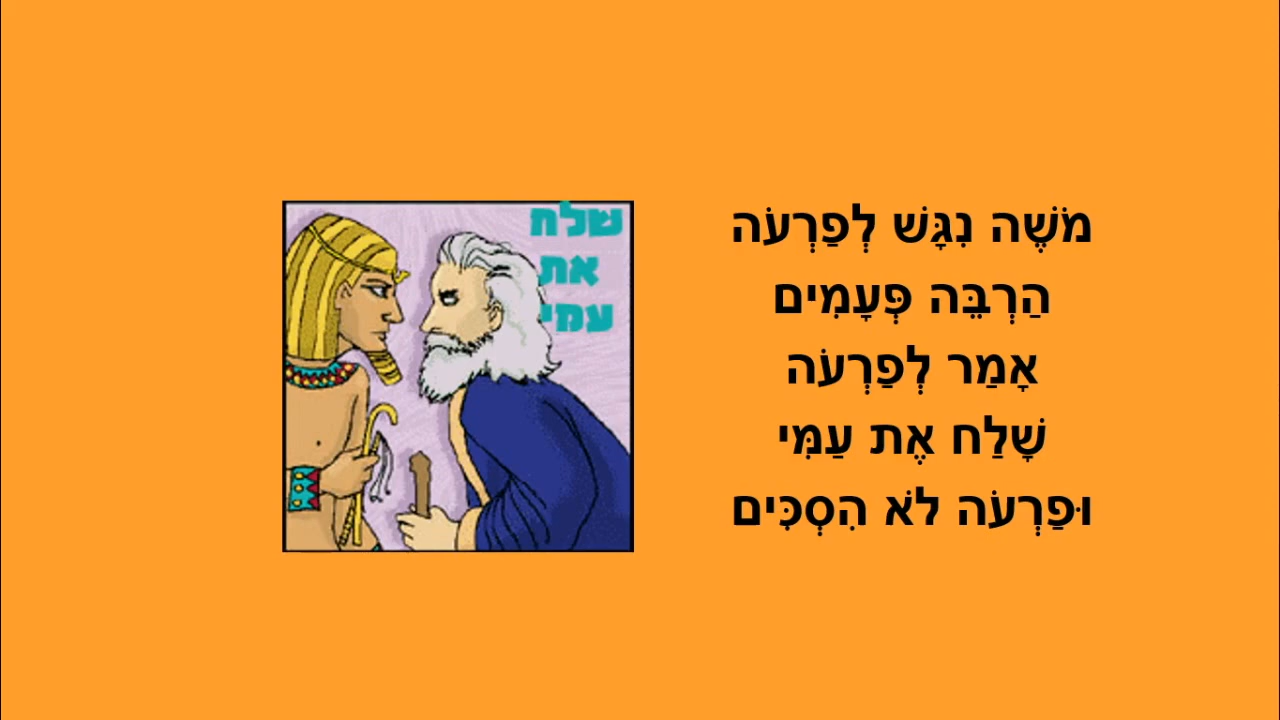 שלח
את
עמי
מֹשֶׁה נִגָּשׁ לְפַרְעֹה
הַרְבֵּה פְּעָמִים
אָמַר לְפַרְעֹה
שָׁלַח אֶת עַמִּי
וּפַרְעֹה לֹא הִסְכִּים